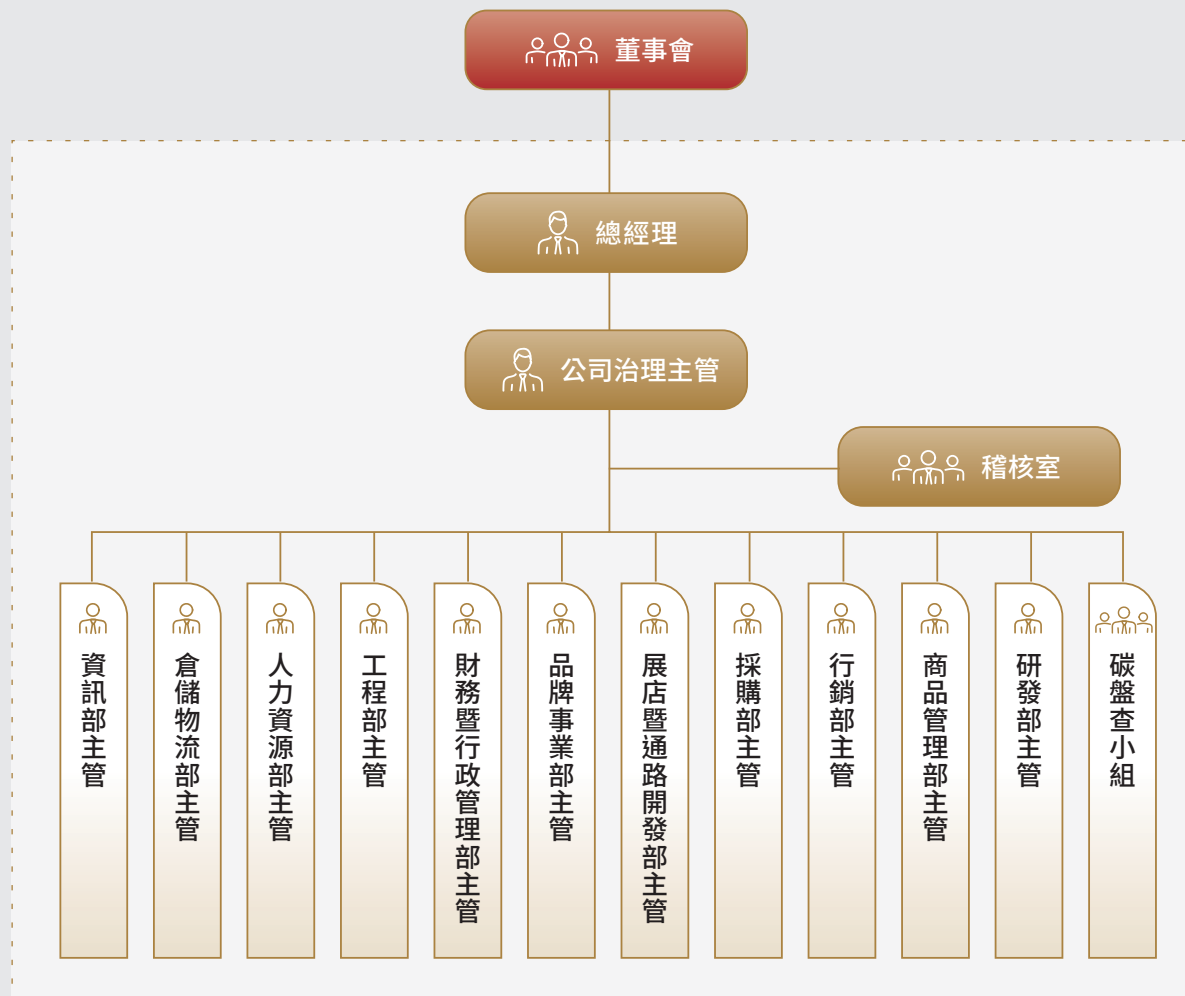 董事會
總經理
公司治理主管
稽核室
資訊部主管
倉儲物流部主管
人力資源部主管
工程部主管
財務暨行政管理部主管
品牌事業部主管
展店暨通路開發部主管
採購部主管
行銷部主管
商品管理部主管
研發部主管
碳盤查小組